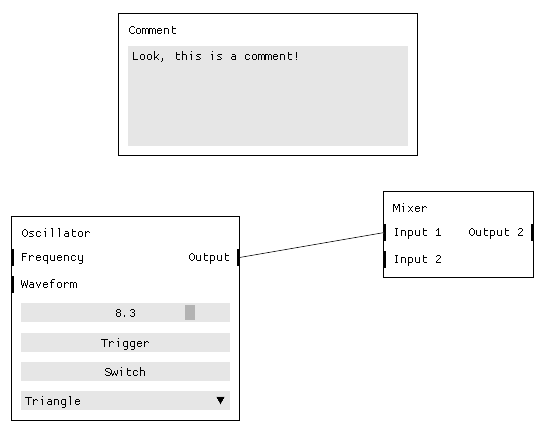 Comment
Look, this is a comment!
Mixer
Input 1 Output 2
Input 2
Oscillator
Frequency Output
Waveform
8.3
Trigger
Switch
Triangle